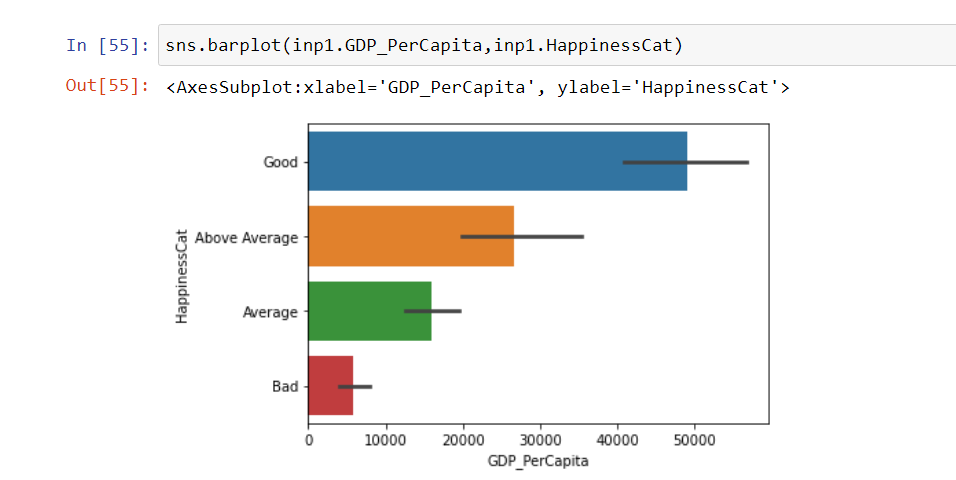 In [55]: sns.barplot(inp1.GDP_PerCapita,inp1.HappinessCat)
Out[55]: <AxesSubplot:xlabel='GDP_PerCapita', ylabel='HappinessCat'>
HappinessCat
Good
Above Average
Average
Bad
0 10000 20000 30000 40000 50000
GDP_PerCapita